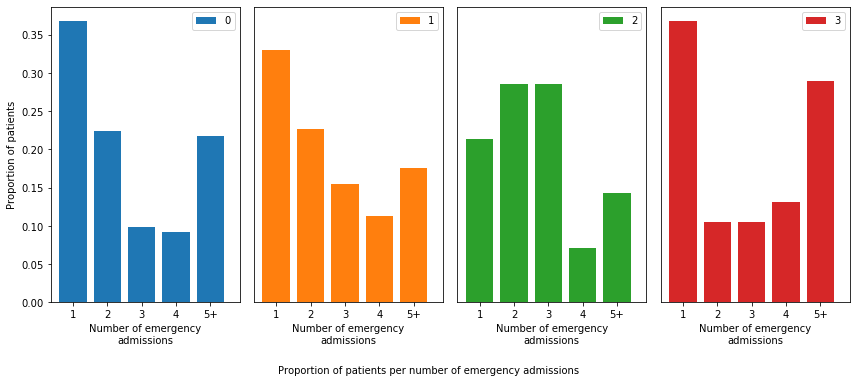 Proportion of patients
0.35
0.30
0.25
0.20
0.15
0.10
0.05
0.00
0
1 2 3 4 5+
Number of emergency
admissions
1
1 2 3 4 5+
Number of emergency
admissions
2
1 2 3 4 5+
Number of emergency
admissions
3
1 2 3 4 5+
Number of emergency
admissions
Proportion of patients per number of emergency admissions